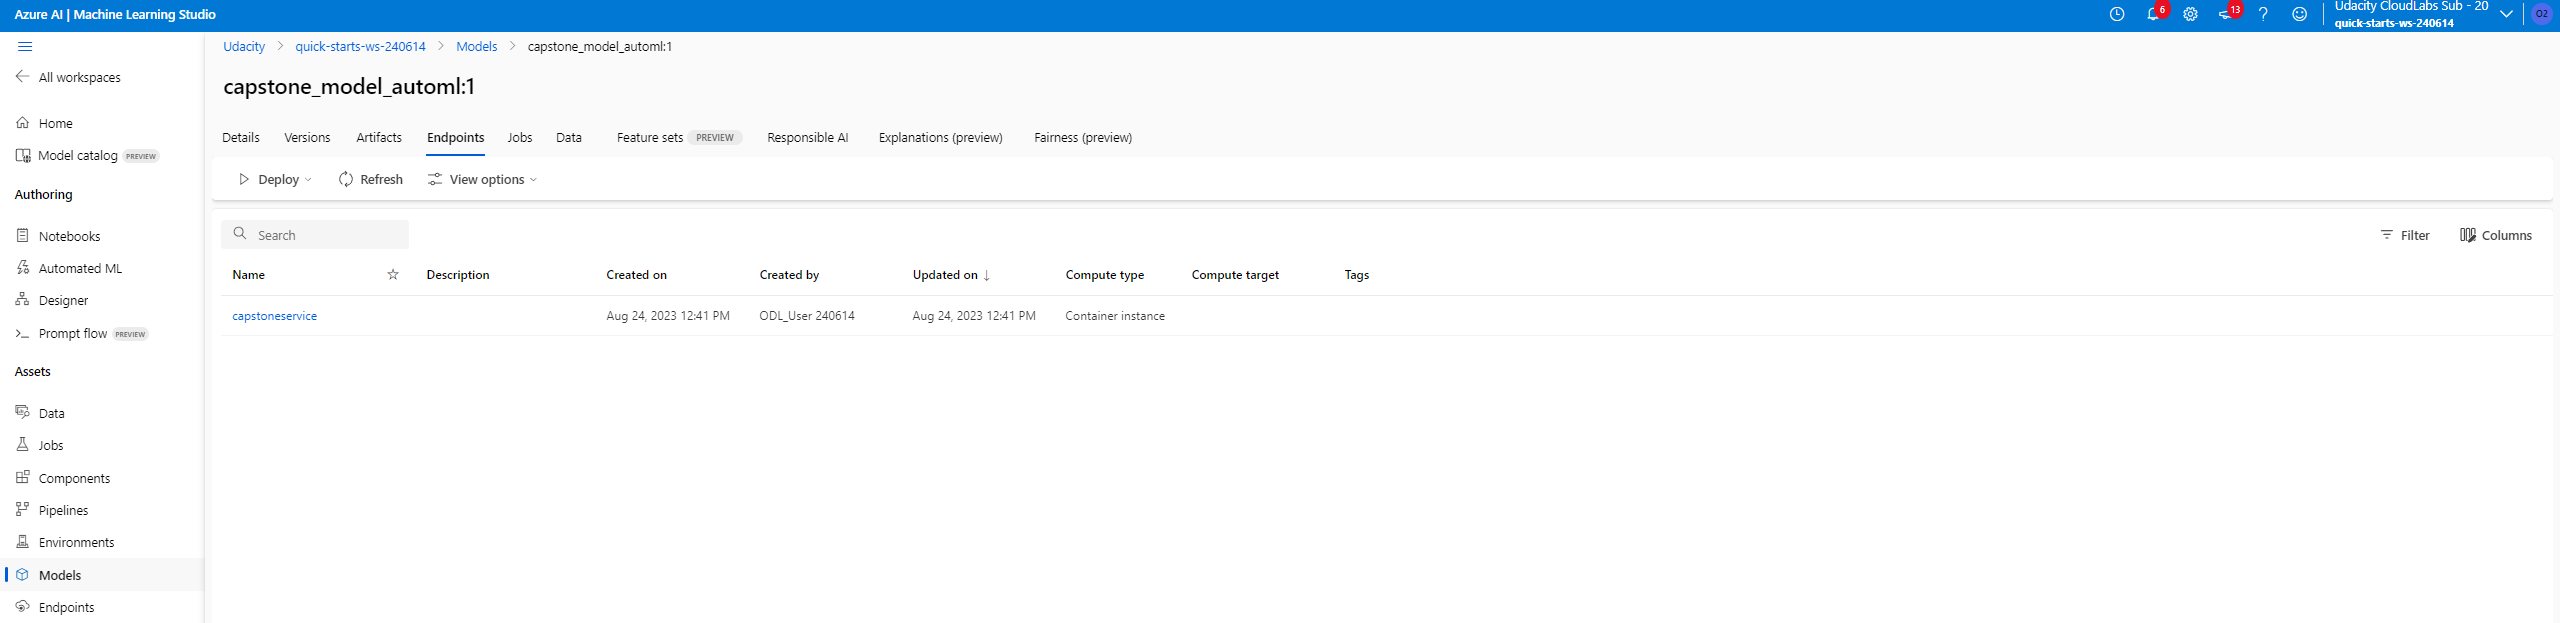 Azure AI | Machine Learning Studio
6
13
Udacity CloudLabs Sub - 20
quick-starts-ws-240614
O2
All workspaces
Home
Model catalog PREVIEW
Authoring
Notebooks
Automated ML
Designer
Prompt flow PREVIEW
Assets
Data
Jobs
Components
Pipelines
Environments
Models
Endpoints
Udacity > quick-starts-ws-240614 > Models > capstone_model_automl:1
capstone_model_automl:1
Details Versions Artifacts Endpoints Jobs Data Feature sets PREVIEW Responsible AI Explanations (preview) Fairness (preview)
Deploy Refresh View options
Search
Filter Columns
Name Description Created on Created by Updated on ↓ Compute type Compute target Tags
capstoneservice Aug 24, 2023 12:41 PM ODL_User 240614 Aug 24, 2023 12:41 PM Container instance